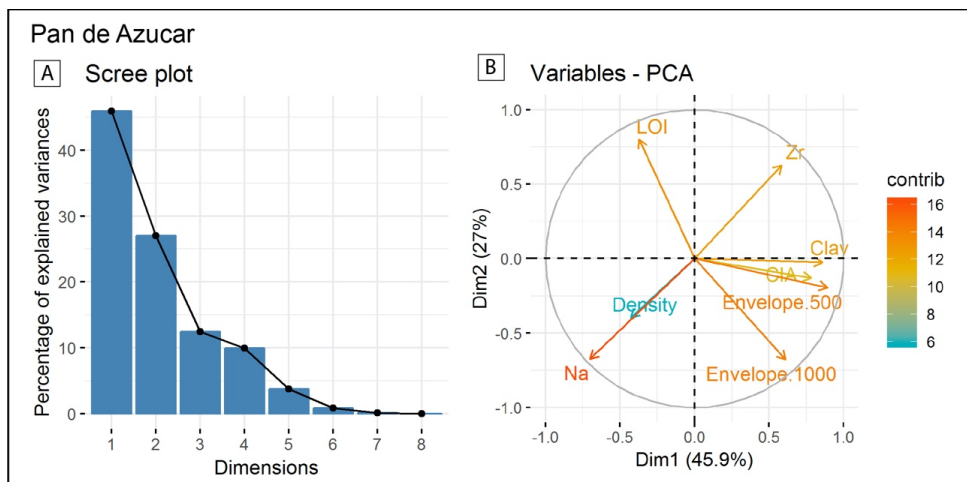 Pan de Azucar
A Scree plot
Percentage of explained variances
40
30
20
10
0
1 2 3 4 5 6 7 8
Dimensions
B Variables - PCA
Dim2 (27%)
1.0
0.5
0.0
-0.5
-1.0
LOI
Zr
Clay
CIA
Envelope.500
Density
Na
Envelope.1000
-1.0 -0.5 0.0 0.5 1.0
Dim1 (45.9%)
contrib
16
14
12
10
8
6